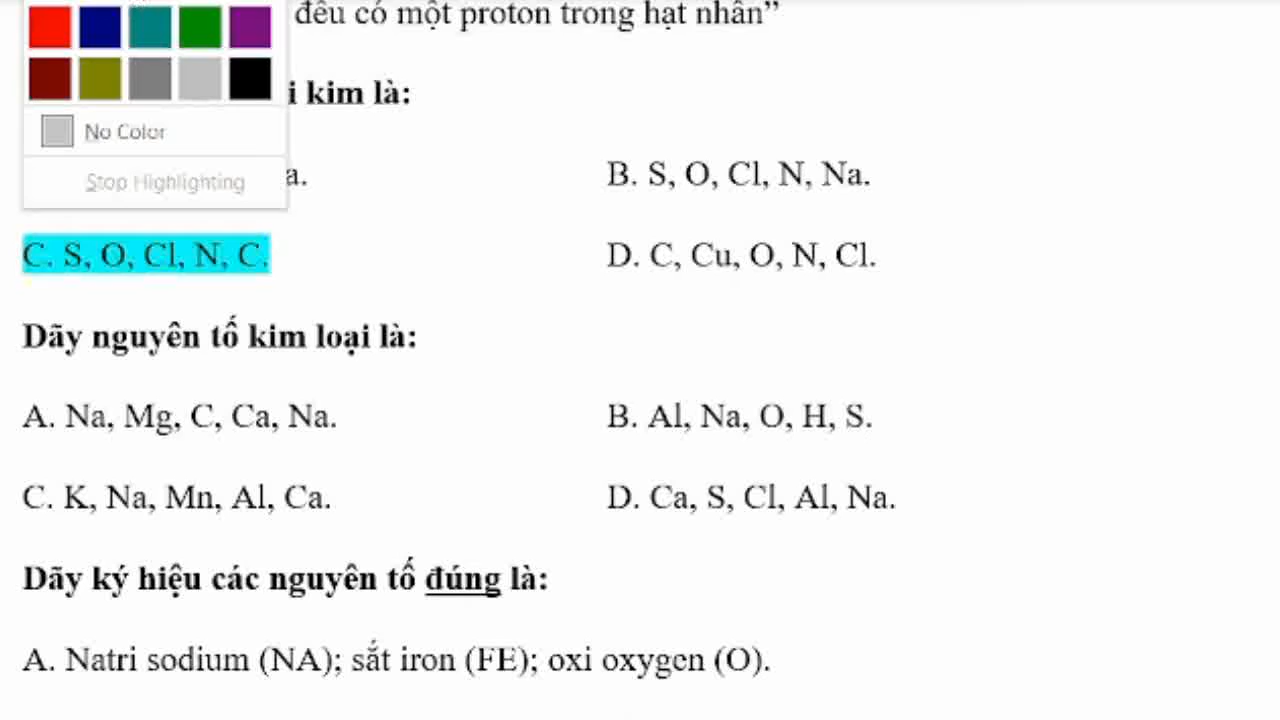 đều có một proton trong hạt nhân”
i kim là:
No Color
Stop Highlighting
a.
B. S, O, Cl, N, Na.
C. S, O, Cl, N, C.
D. C, Cu, O, N, Cl.
Dãy nguyên tố kim loại là:
A. Na, Mg, C, Ca, Na.
B. Al, Na, O, H, S.
C. K, Na, Mn, Al, Ca.
D. Ca, S, Cl, Al, Na.
Dãy ký hiệu các nguyên tố đúng là:
A. Natri sodium (NA); sắt iron (FE); oxi oxygen (O).